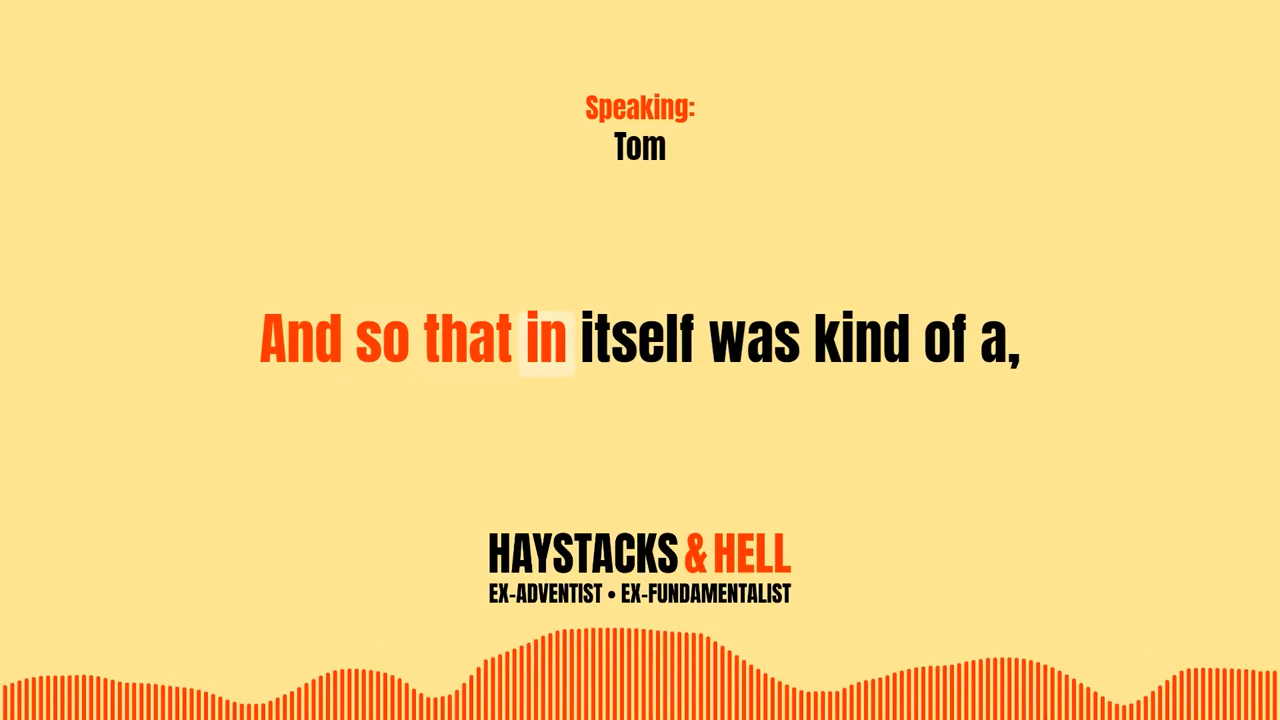 Speaking:
Tom
And so that in itself was kind of a,
HAYSTACKS & HELL
EX-ADVENTIST • EX-FUNDAMENTALIST